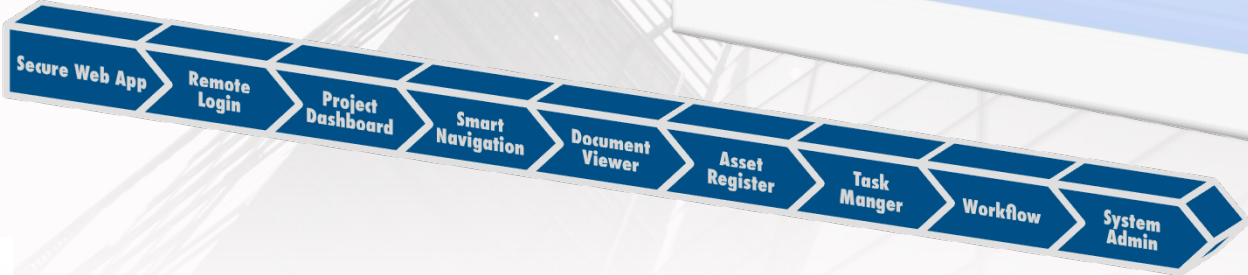 Secure Web App
Remote
Login
Project
Dashboard
Smart
Navigation
Document
Viewer
Asset
Register
Task
Manger
Workflow
System
Admin